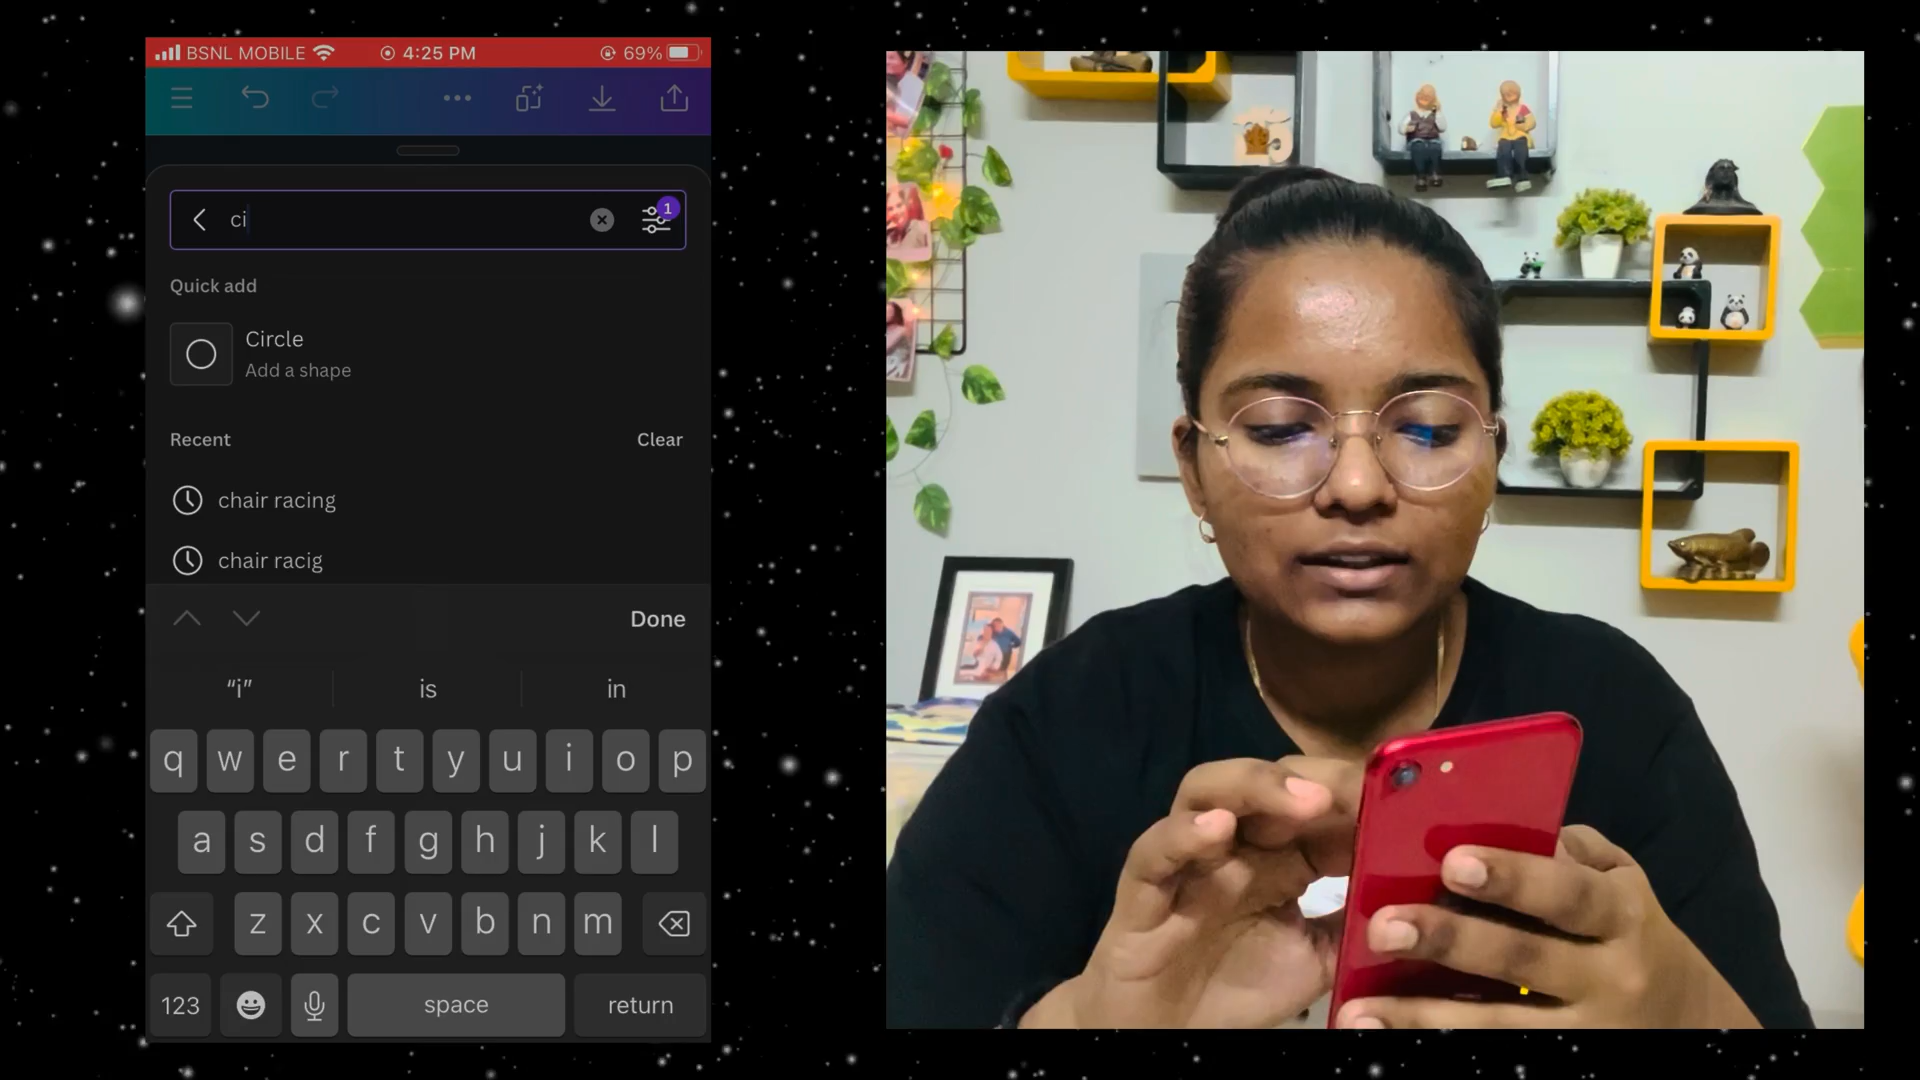 BSNL MOBILE 4:25 PM 69%
ci 1
Quick add
Circle
Add a shape
Recent Clear
chair racing
chair racig
Done
“i” is in
q w e r t y u i o p
a s d f g h j k l
z x c v b n m
123 space return